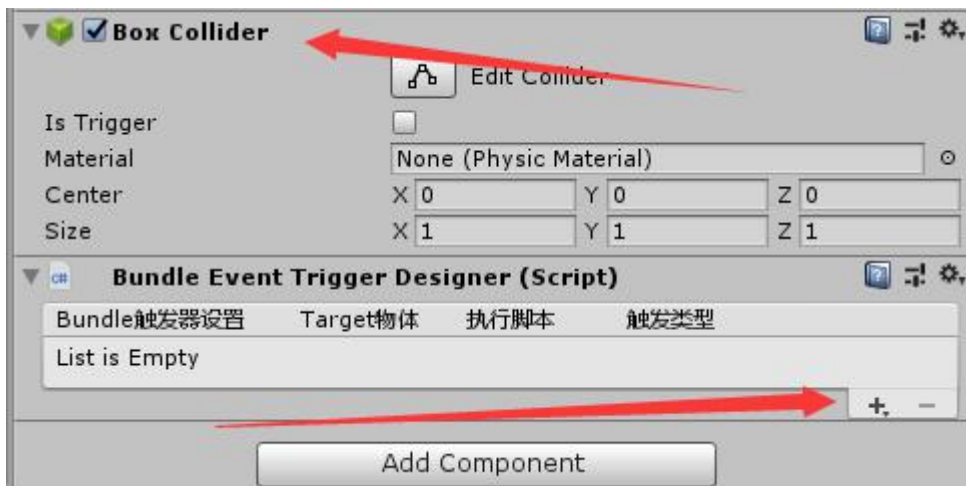 Box Collider
Edit Collider
Is Trigger
Material None (Physic Material)
Center X 0 Y 0 Z 0
Size X 1 Y 1 Z 1
C# Bundle Event Trigger Designer (Script)
Bundle触发器设置 Target物体 执行脚本 触发类型
List is Empty
Add Component